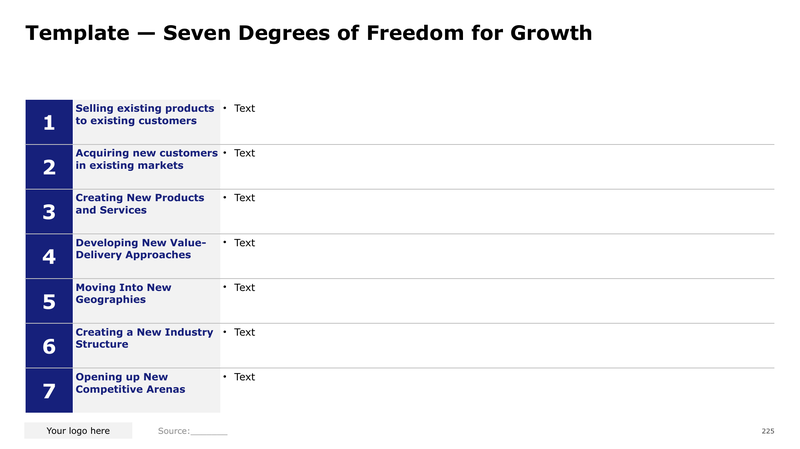 Template — Seven Degrees of Freedom for Growth
1
Selling existing products
to existing customers
• Text
2
Acquiring new customers
in existing markets
• Text
3
Creating New Products
and Services
• Text
4
Developing New Value-
Delivery Approaches
• Text
5
Moving Into New
Geographies
• Text
6
Creating a New Industry
Structure
• Text
7
Opening up New
Competitive Arenas
• Text
Your logo here
Source:_______
225